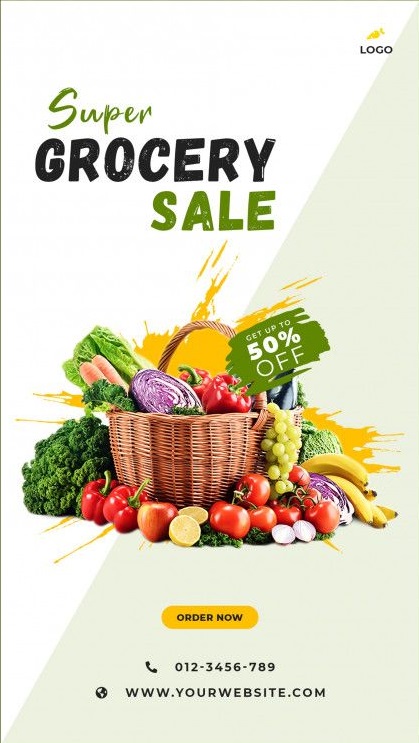 LOGO
Super
GROCERY
SALE
GET UP TO
50%
OFF
ORDER NOW
012-3456-789
WWW.YOURWEBSITE.COM